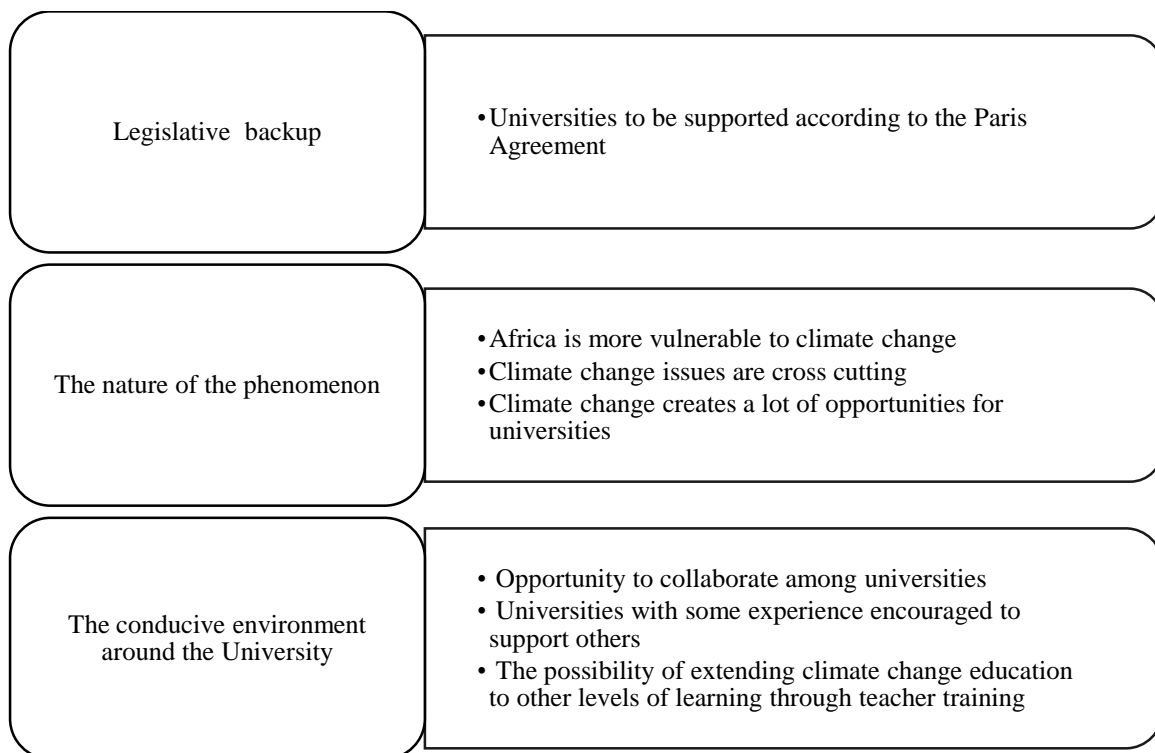 Legislative backup
•Universities to be supported according to the Paris
Agreement
The nature of the phenomenon
•Africa is more vulnerable to climate change
•Climate change issues are cross cutting
•Climate change creates a lot of opportunities for
universities
The conducive environment
around the University
• Opportunity to collaborate among universities
• Universities with some experience encouraged to
support others
• The possibility of extending climate change education
to other levels of learning through teacher training